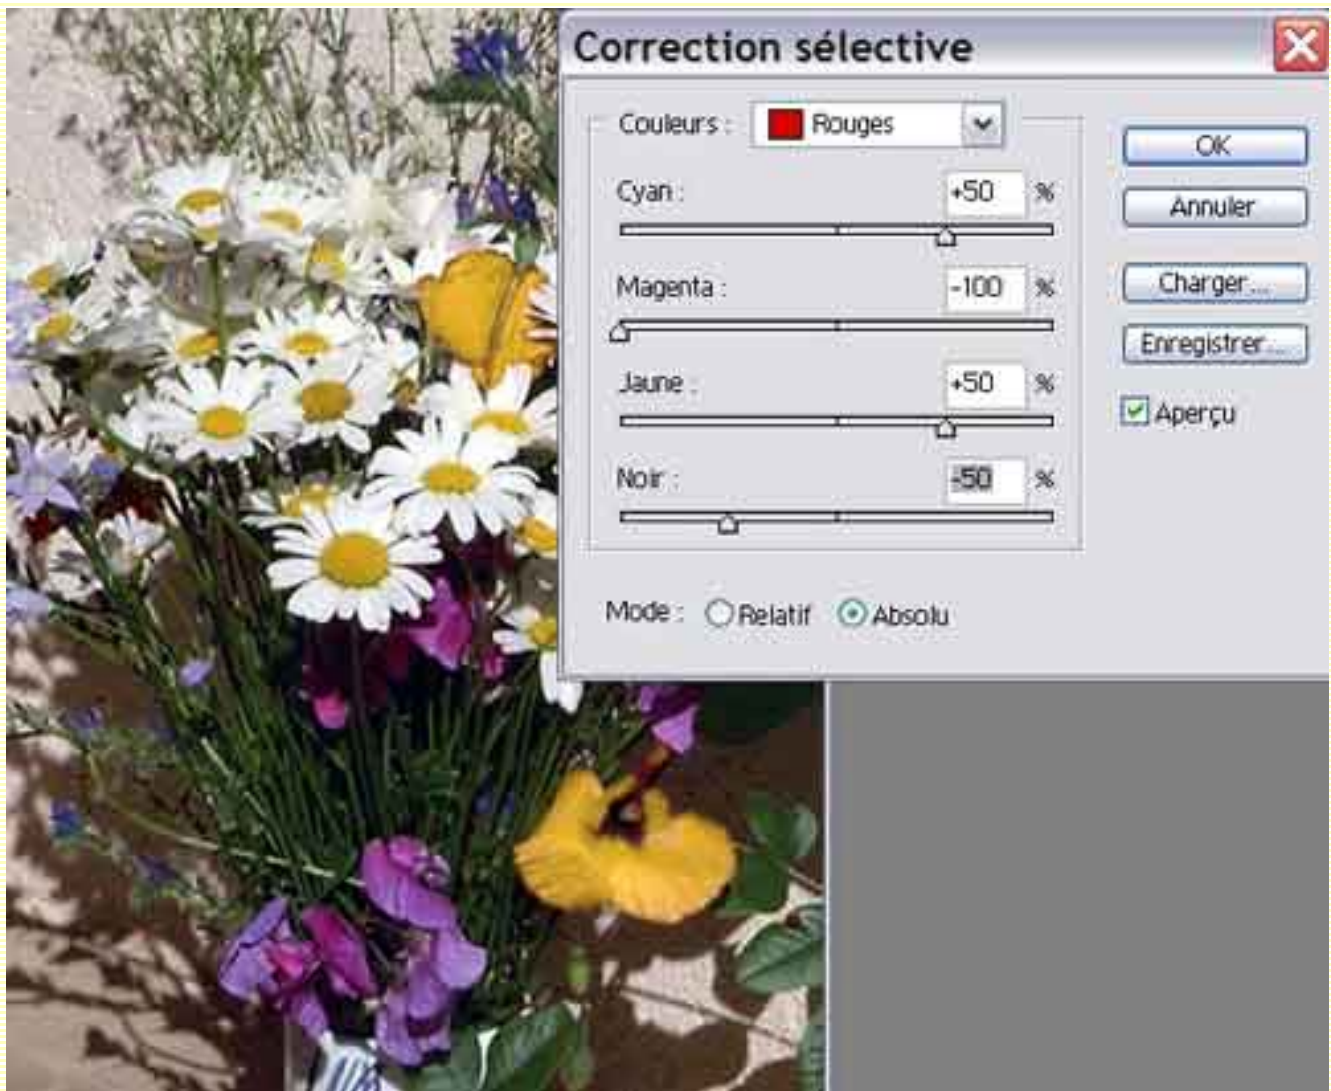 Correction sélective
Couleurs : Rouges
Cyan : +50 %
Magenta : -100 %
Jaune : +50 %
Noir : -50 %
Mode : Relatif Absolu
OK
Annuler
Charger...
Enregistrer...
Aperçu